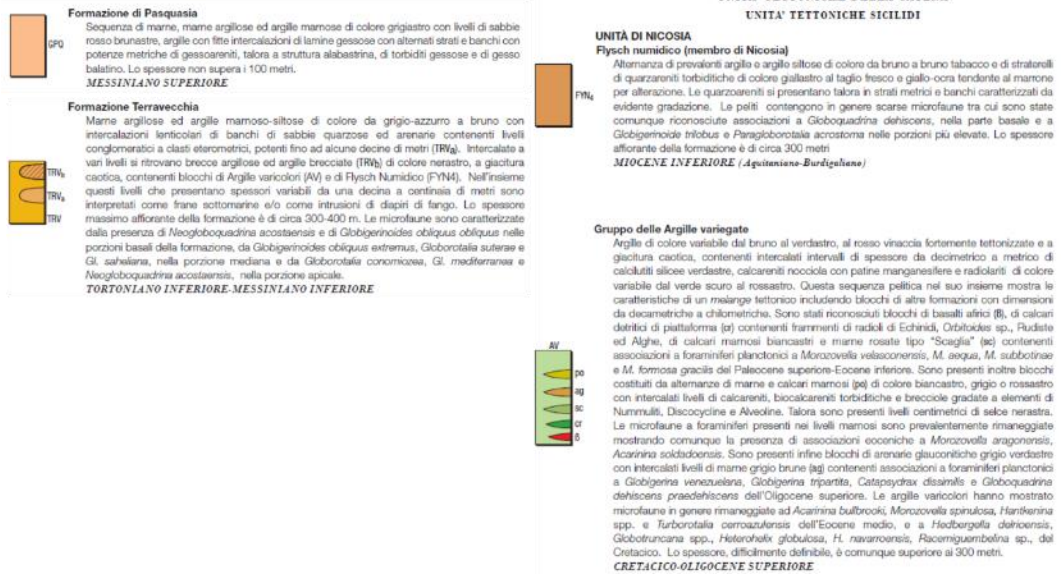 Formazione di Pasquasia
Sequenza di marne, marne argillose ed argille marnose di colore grigiastro con livelli di sabbie
rosso brunastre, argille con fitte intercalazioni di lamine gessose con alternati strati e banchi con
potenze metriche di gessoareniti, talora a struttura alabastrina, di torbiditi gessose e di gesso
balatino. Lo spessore non supera i 100 metri.
MESSINIANO SUPERIORE
GPQ
Formazione Terravecchia
Marne argillose ed argille marnoso-siltose di colore da grigio-azzurro a bruno con
intercalazioni lenticolari di banchi di sabbie quarzose ed arenarie contenenti livelli
conglomeratici a clasti eterometrici, potenti fino ad alcune decine di metri (TRVa). Intercalate a
vari livelli si ritrovano brecce argillose ed argille brecciate (TRVb) di colore nerastro, a giacitura
caotica, contenenti blocchi di Argille varicolori (AV) e di Flysch Numidico (FYN4). Nell'insieme
questi livelli che presentano spessori variabili da una decina a centinaia di metri sono
interpretati come frane sottomarine e/o come intrusioni di diapiri di fango. Lo spessore
massimo affiorante della formazione è di circa 300-400 m. Le microfaune sono caratterizzate
dalla presenza di Neogloboquadrina acostaensis e di Globigerinoides obliquus obliquus nelle
porzioni basali della formazione, da Globigerinoides obliquus extremus, Globorotalia suterae e
Gl. saheliana, nella porzione mediana e da Globorotalia conomiozea, Gl. mediterranea e
Neogloboquadrina acostaensis, nella porzione apicale.
TORTONIANO INFERIORE-MESSINIANO INFERIORE
TRVb
TRVa
TRV
UNITA' TETTONICHE SICILIDI
UNITÀ DI NICOSIA
Flysch numidico (membro di Nicosia)
Alternanza di prevalenti argille e argille siltose di colore da bruno a bruno tabacco e di straterelli
di quarzareniti torbiditiche di colore giallastro al taglio fresco e giallo-ocra tendente al marrone
per alterazione. Le quarzoareniti si presentano talora in strati metrici e banchi caratterizzati da
evidente gradazione. Le peliti contengono in genere scarse microfaune tra cui sono state
comunque riconosciute associazioni a Globoquadrina dehiscens, nella parte basale e a
Globigerinoide trilobus e Paragloborotalia acrostoma nelle porzioni più elevate. Lo spessore
affiorante della formazione è di circa 300 metri
MIOCENE INFERIORE (Aquitaniano-Burdigaliano)
FYN4
Gruppo delle Argille variegate
Argille di colore variabile dal bruno al verdastro, al rosso vinaccia fortemente tettonizzate e a
giacitura caotica, contenenti intercalati intervalli di spessore da decimetrico a metrico di
calcilutiti silicee verdastre, calcareniti nocciola con patine manganesifere e radiolariti di colore
variabile dal verde scuro al rossastro. Questa sequenza pelitica nel suo insieme mostra le
caratteristiche di un melange tettonico includendo blocchi di altre formazioni con dimensioni
da decametriche a chilometriche. Sono stati riconosciuti blocchi di basalti afirici (B), di calcari
detritici di piattaforma (cr) contenenti frammenti di radioli di Echinidi, Orbitoides sp., Rudiste
ed Alghe, di calcari marnosi biancastri e marne rosate tipo "Scaglia" (sc) contenenti
associazioni a foraminiferi planctonici a Morozovella velascoensis, M. aequa, M. subbotinae
e M. formosa gracilis del Paleocene superiore-Eocene inferiore. Sono presenti inoltre blocchi
costituiti da alternanze di marne e calcari marnosi (po) di colore biancastro, grigio o rossastro
con intercalati livelli di calcareniti, biocalcareniti torbiditiche e brecciole gradate a elementi di
Nummuliti, Discocycline e Alveoline. Talora sono presenti livelli centimetrici di selce nerastra.
Le microfaune a foraminiferi presenti nei livelli marnosi sono prevalentemente rimaneggiate
mostrando comunque la presenza di associazioni eoceniche a Morozovella aragonensis,
Acarinina soldadoensis. Sono presenti infine blocchi di arenarie glauconitiche grigio verdastre
con intercalati livelli di marne grigio brune (ag) contenenti associazioni a foraminiferi planctonici
a Globigerina venezuelana, Globigerina tripartita, Catapsydrax dissimilis e Globoquadrina
dehiscens praedehiscens dell'Oligocene superiore. Le argille varicolori hanno mostrato
microfaune in genere rimaneggiate ad Acarinina bullbrooki, Morozovella spinulosa, Hantkenina
spp. e Turborotalia cerroazulensis dell'Eocene medio, e a Hedbergella delrioensis,
Globotruncana spp., Heterohelix globulosa, H. navarroensis, Racemiguembelina sp., del
Cretacico. Lo spessore, difficilmente definibile, è comunque superiore ai 300 metri.
CRETACICO-OLIGOCENE SUPERIORE
AV
po
ag
sc
cr
B